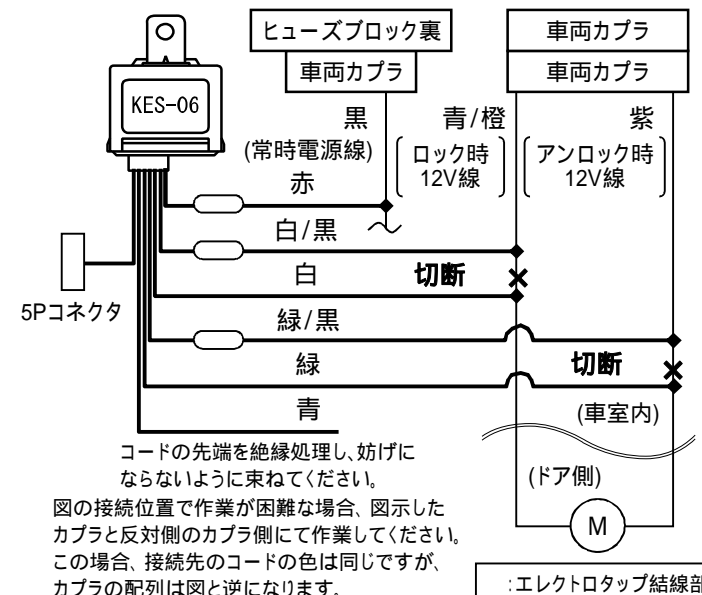 ヒューズブロック裏
車両カプラ
車両カプラ
車両カプラ
KES-06
黒
(常時電源線)
青/橙
ロック時
12V線
紫
アンロック時
12V線
赤
白/黒
白
切断
5Pコネクタ
緑/黒
緑
切断
青
(車室内)
コードの先端を絶縁処理し、妨げに
ならないように束ねてください。
(ドア側)
M
図の接続位置で作業が困難な場合、図示した
カプラと反対側のカプラ側にて作業してください。
この場合、接続先のコードの色は同じですが、
カプラの配列は図と逆になります。
:エレクトロタップ結線部